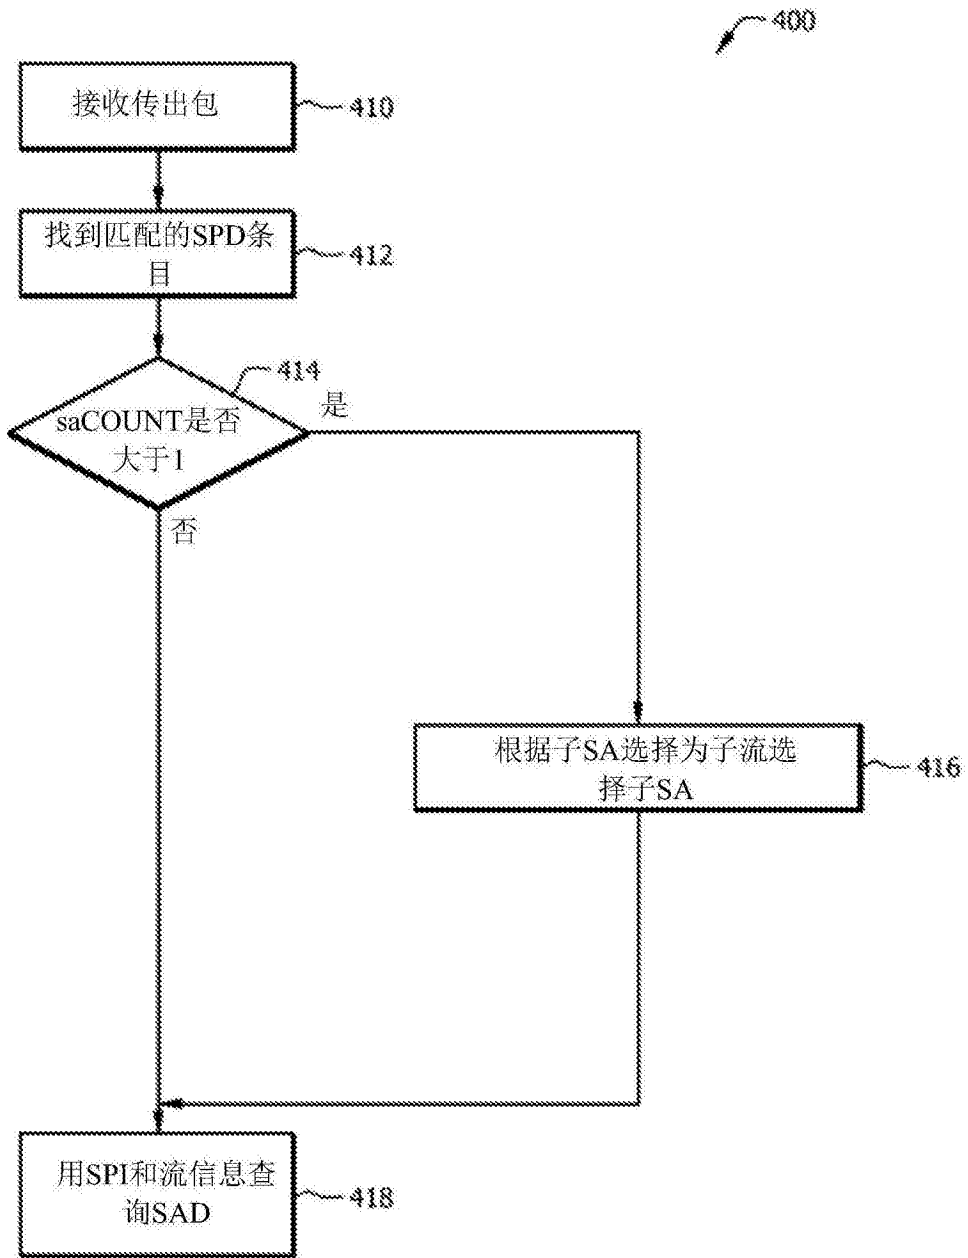 400
接收传出包
410
找到匹配的SPD条
目
412
414
saCOUNT是否
大于1
是
否
根据子SA选择为子流选
择子SA
416
用SPI和流信息查
询SAD
418